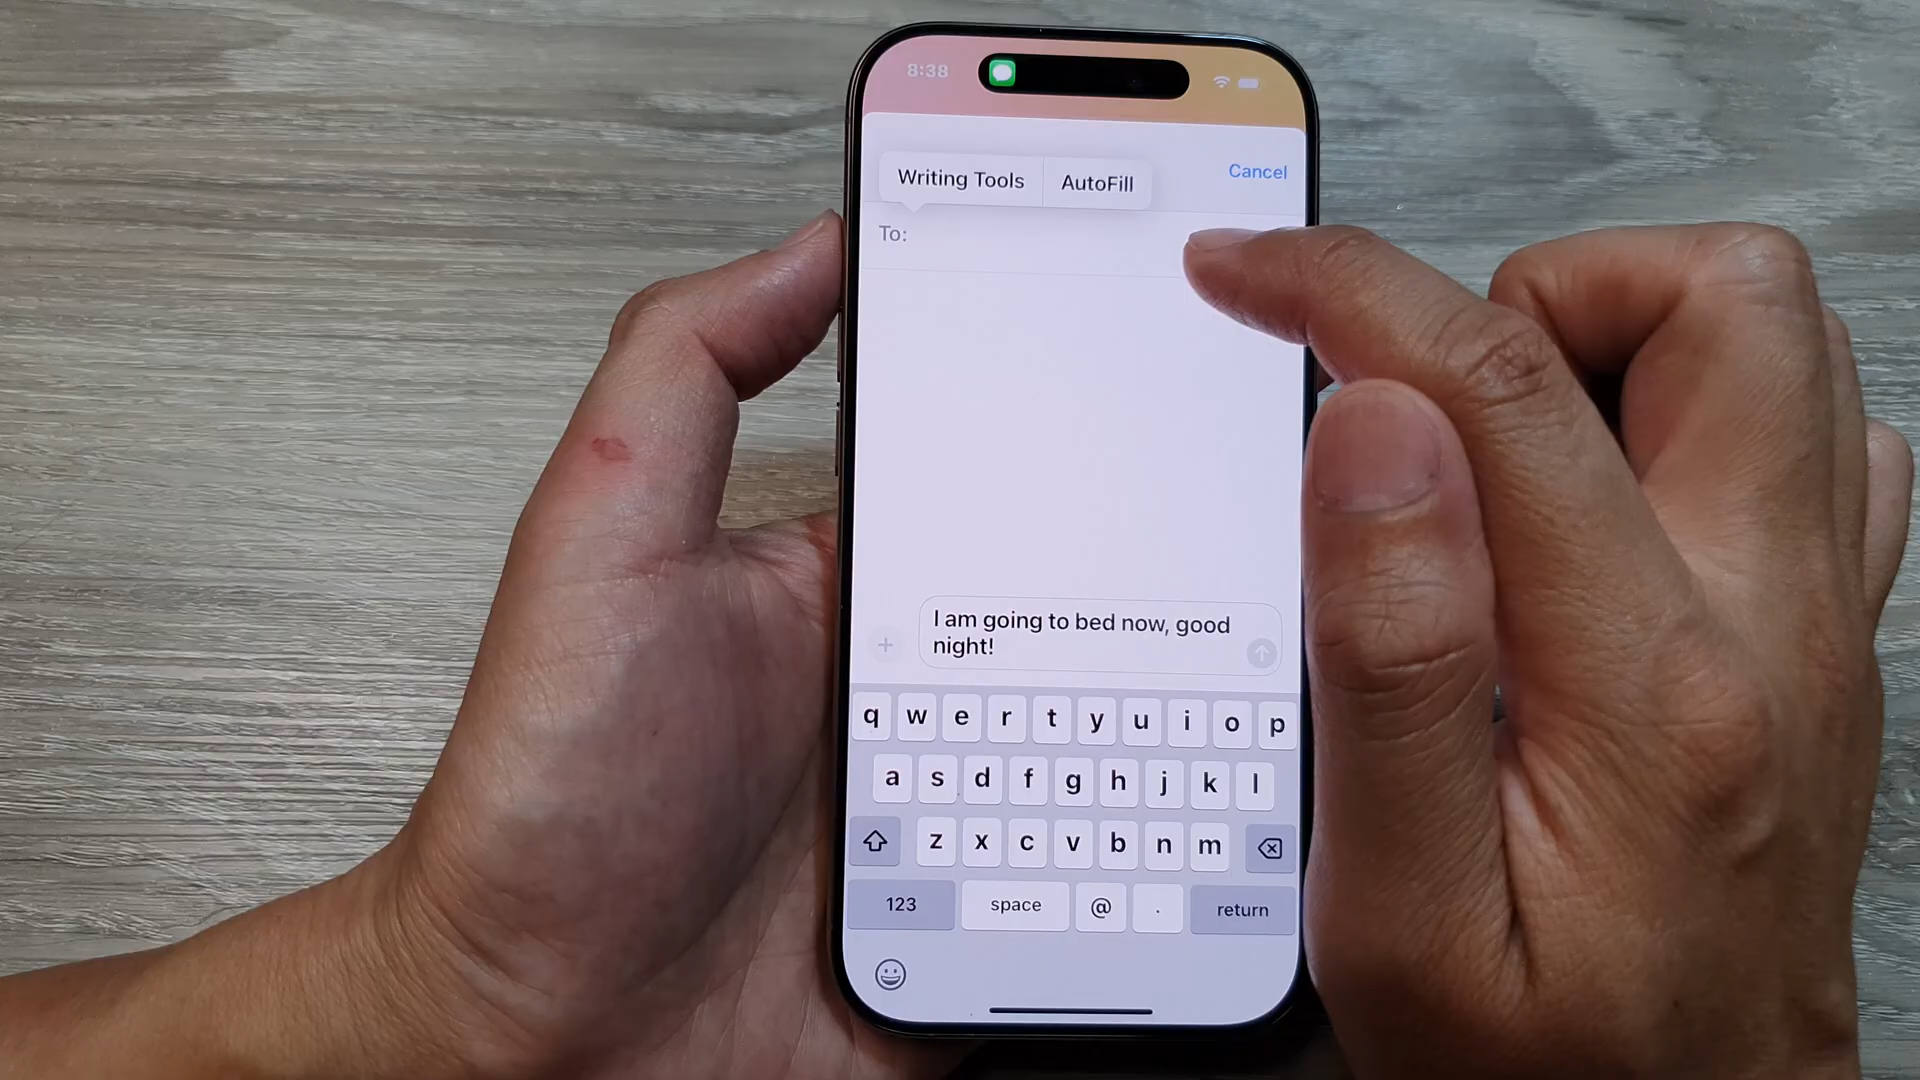 8:38
Writing Tools AutoFill
Cancel
To:
I am going to bed now, good
night!
q w e r t y u i o p
a s d f g h j k l
z x c v b n m
123 space @ . return